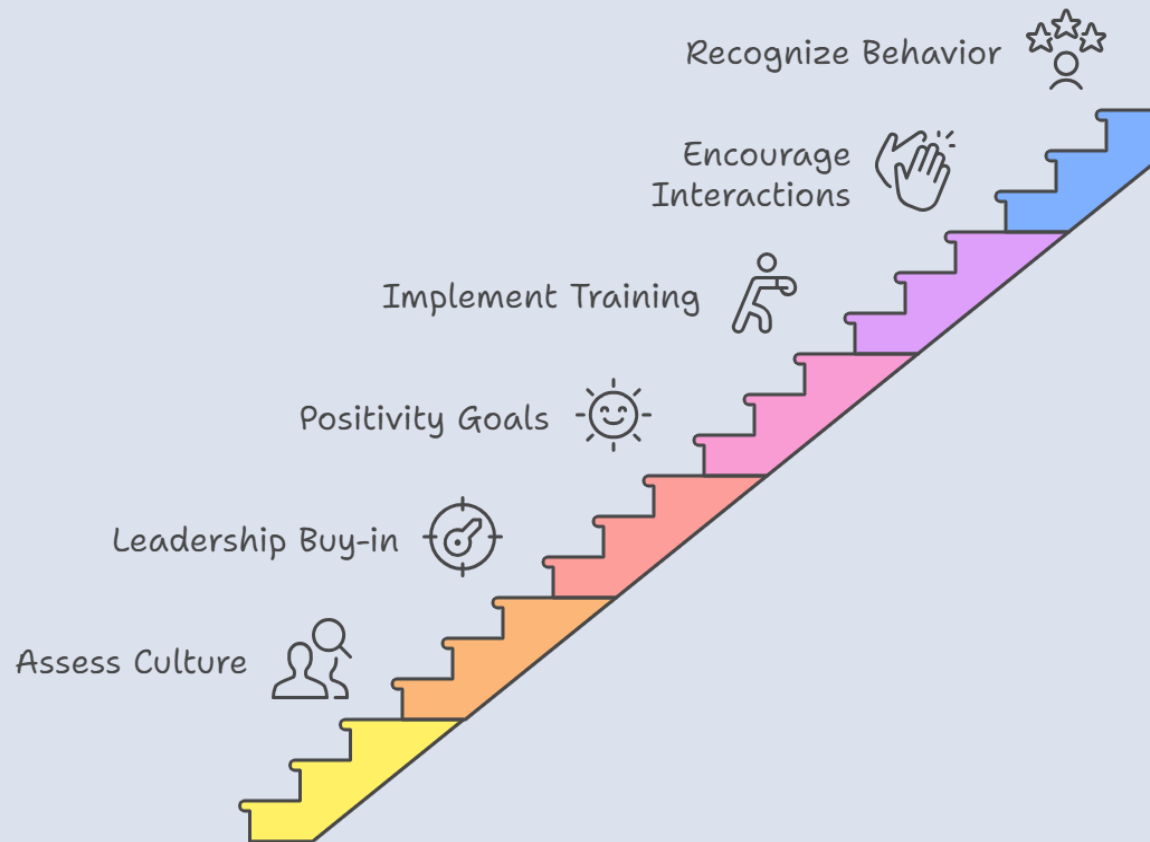 Recognize Behavior
Encourage
Interactions
Implement Training
Positivity Goals
Leadership Buy-in
Assess Culture